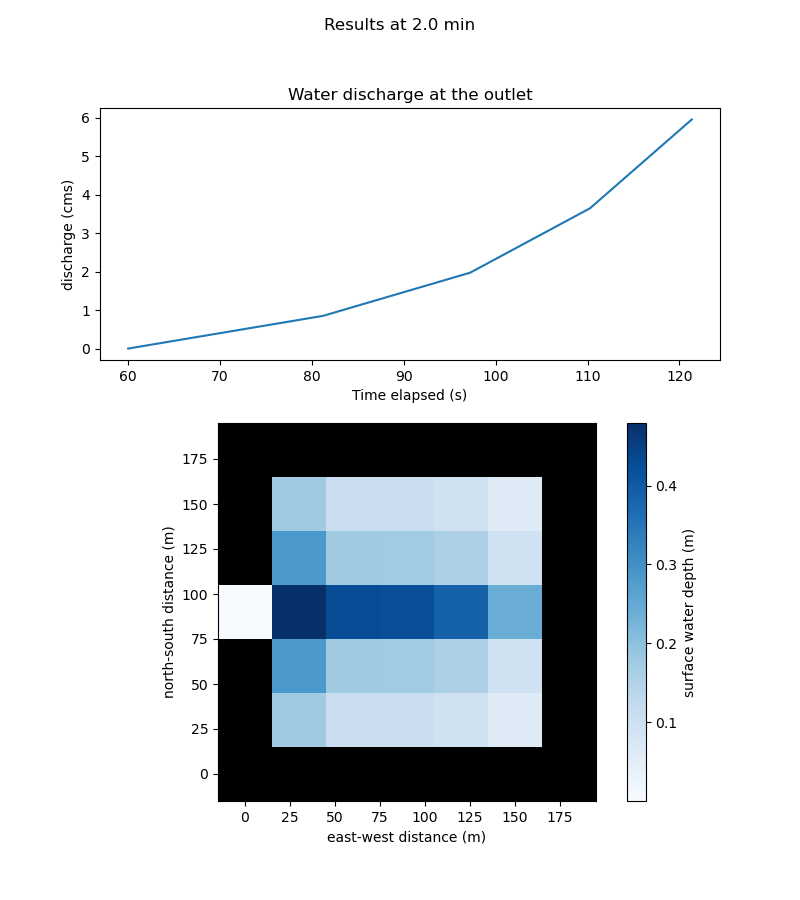 Results at 2.0 min
Water discharge at the outlet
6
5
4
3
2
1
0
discharge (cms)
60 70 80 90 100 110 120
Time elapsed (s)
175
150
125
100
75
50
25
0
north-south distance (m)
0 25 50 75 100 125 150 175
east-west distance (m)
0.4
0.3
0.2
0.1
surface water depth (m)